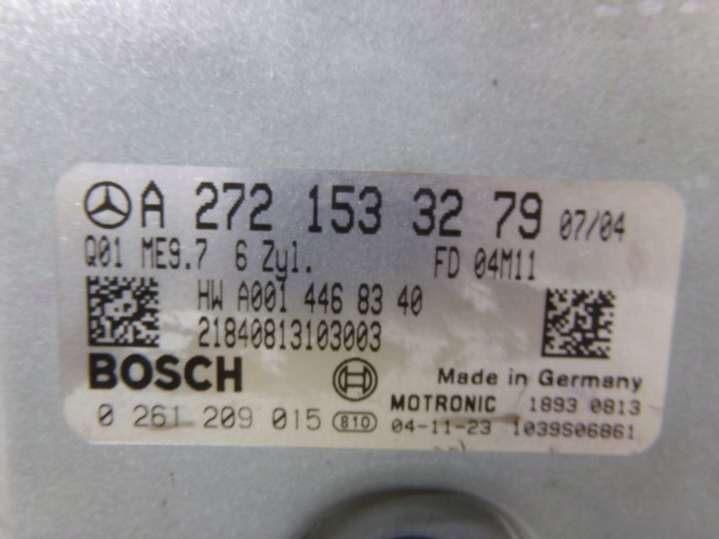 A 272 153 32 79 07/04
Q01 ME9.7 6 Zyl. FD 04M11
HW A001 446 83 40
21840813103003
BOSCH Made in Germany
0 261 209 015 810 MOTRONIC 1893 0813
04-11-23 1039S06861